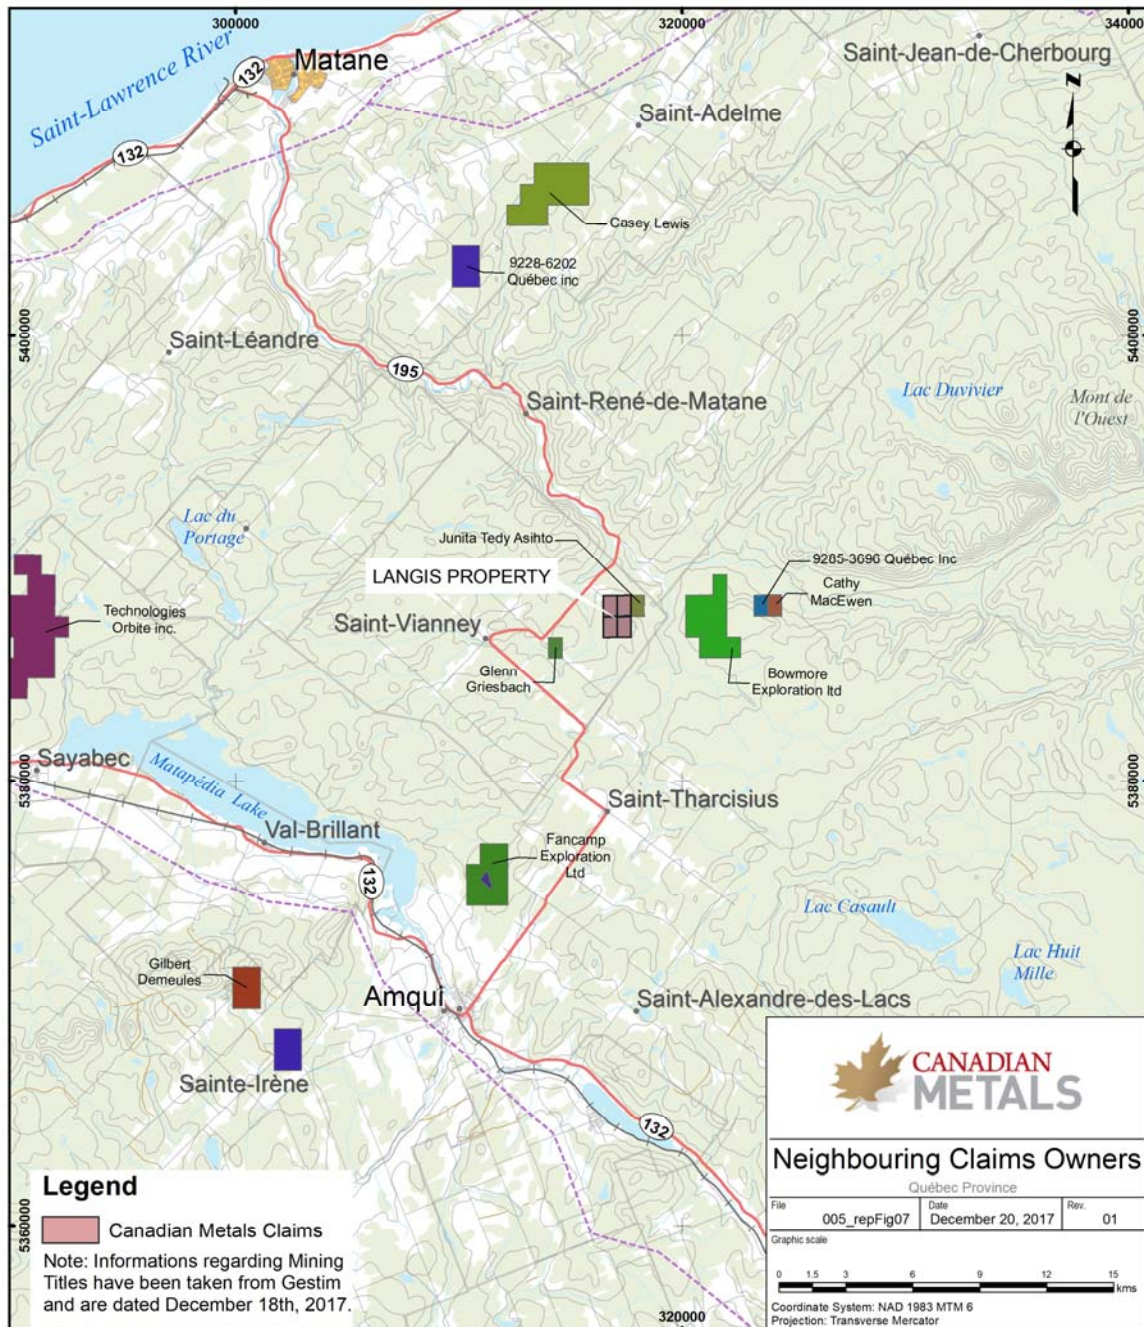 300000
320000
340000
Saint-Lawrence River
132
Matane
Saint-Jean-de-Cherbourg
Z
Saint-Adelme
132
Casey Lewis
9228-6202
Québec inc
5400000
5400000
Saint-Léandre
195
Lac Duvivier
Mont de
l'Ouest
Saint-René-de-Matane
Lac du
Portage
Junita Tedy Asihto
9285-3696 Québec Inc
LANGIS PROPERTY
Cathy
MacEwen
Technologies
Orbite inc.
Saint-Vianney
Glenn
Griesbach
Bowmore
Exploration ltd
Sayabec
Matapédia Lake
5380000
5380000
Saint-Tharcisius
Val-Brillant
Fancamp
Exploration
Ltd
132
Lac Casault
Lac Huit
Mille
Gilbert
Demeules
Amqui
Saint-Alexandre-des-Lacs
Sainte-Irène
132
CANADIAN
METALS
Neighbouring Claims Owners
Québec Province
File
005_repFig07
Date
December 20, 2017
Rev.
01
Graphic scale
0 1.5 3 6 9 12 15
kms
Coordinate System: NAD 1983 MTM 6
Projection: Transverse Mercator
Legend
Canadian Metals Claims
Note: Informations regarding Mining
Titles have been taken from Gestim
and are dated December 18th, 2017.
5360000
320000